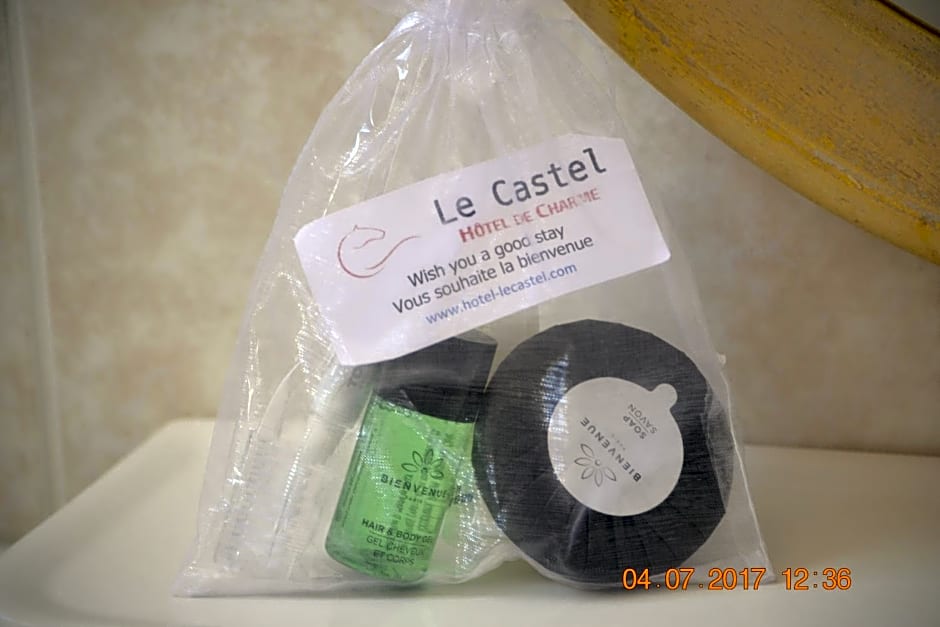 Le Castel
HÔTEL DE CHARME
Wish you a good stay
Vous souhaite la bienvenue
www.hotel-lecastel.com
BIENVENUE
HAIR & BODY GEL
GEL CHEVEUX
ET CORPS
SOAP
SAVON
BIENVENUE
PARIS
04.07.2017 12:36